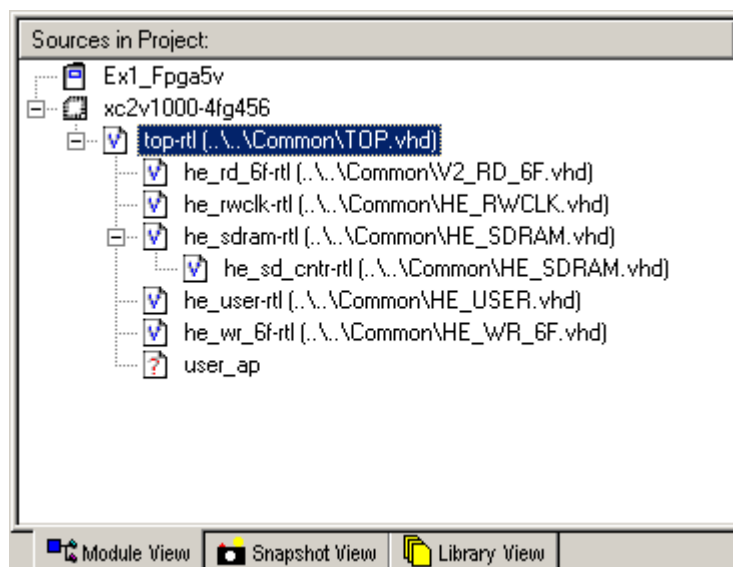 Sources in Project:
Ex1_Fpga5v
xc2v1000-4fg456
top-rtl (..\..\Common\TOP.vhd)
he_rd_6f-rtl (..\..\Common\V2_RD_6F.vhd)
he_rwclk-rtl (..\..\Common\HE_RWCLK.vhd)
he_sdram-rtl (..\..\Common\HE_SDRAM.vhd)
he_sd_cntr-rtl (..\..\Common\HE_SDRAM.vhd)
he_user-rtl (..\..\Common\HE_USER.vhd)
he_wr_6f-rtl (..\..\Common\HE_WR_6F.vhd)
user_ap
Module View Snapshot View Library View